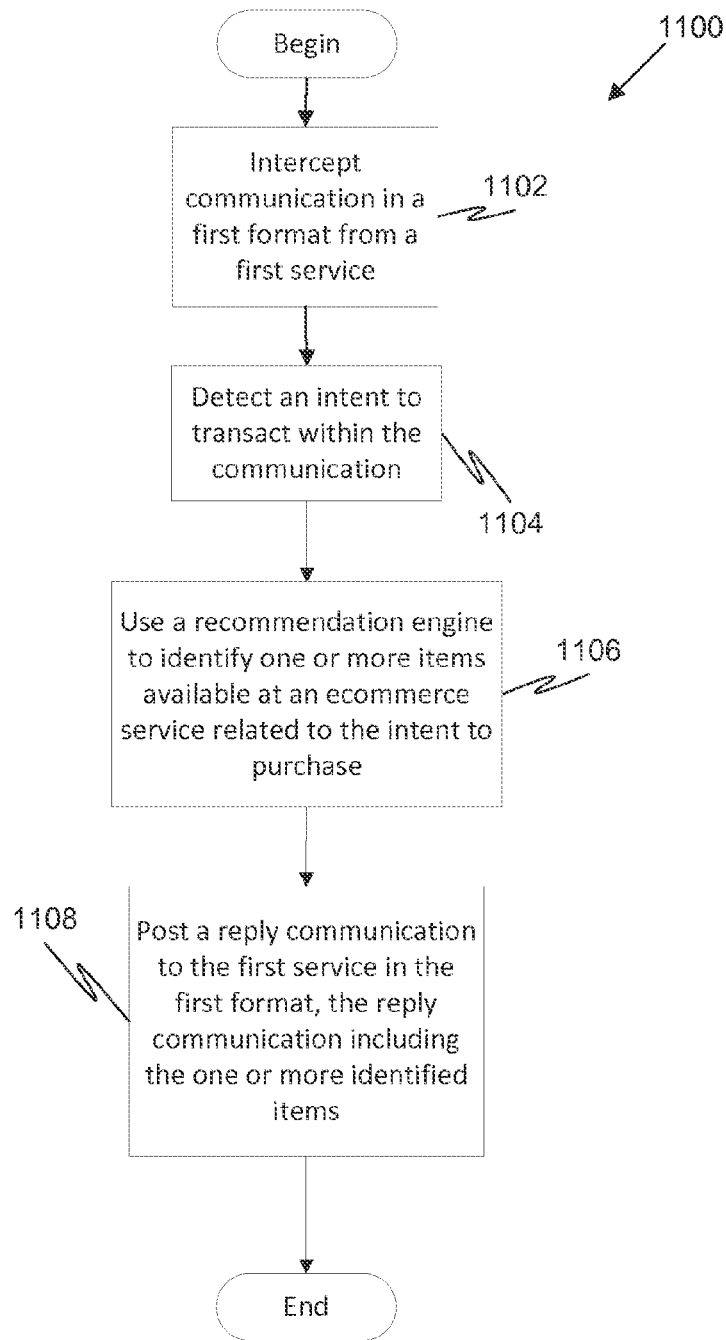 Begin
1100
Intercept
communication in a
first format from a
first service
1102
Detect an intent to
transact within the
communication
1104
Use a recommendation engine
to identify one or more items
available at an ecommerce
service related to the intent to
purchase
1106
1108
Post a reply communication
to the first service in the
first format, the reply
communication including
the one or more identified
items
End